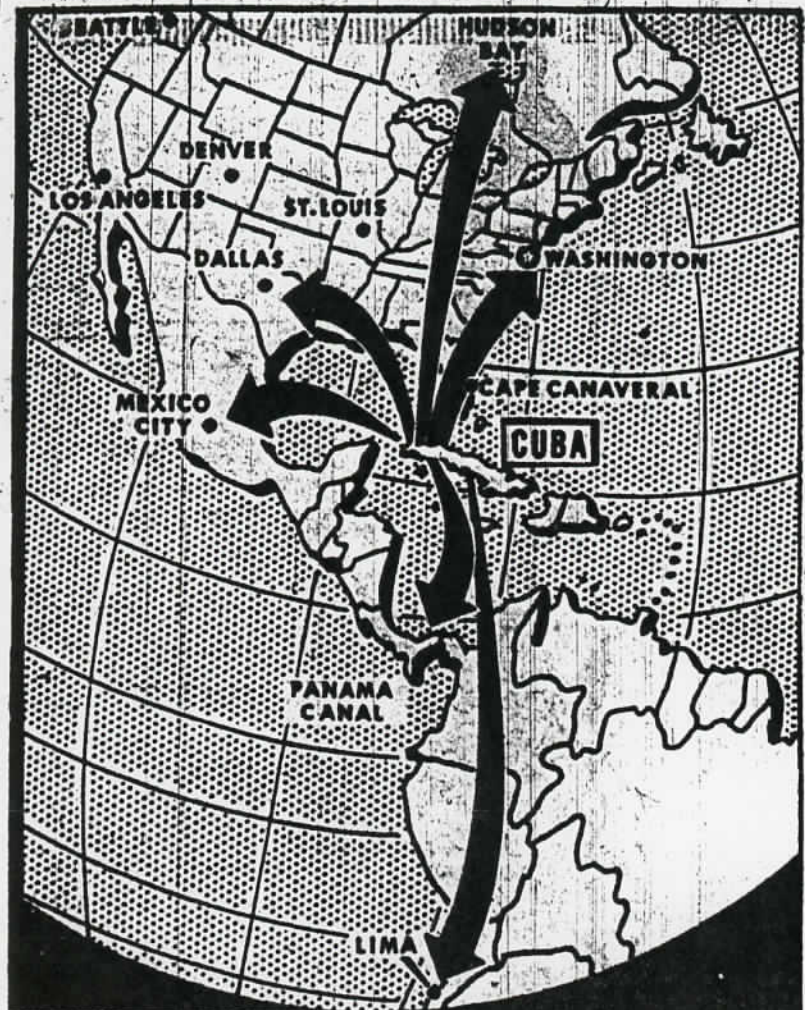 SEATTLE
HUDSON
BAY
DENVER
LOS ANGELES
ST. LOUIS
DALLAS
WASHINGTON
CAPE CANAVERAL
MEXICO
CITY
CUBA
PANAMA
CANAL
LIMA